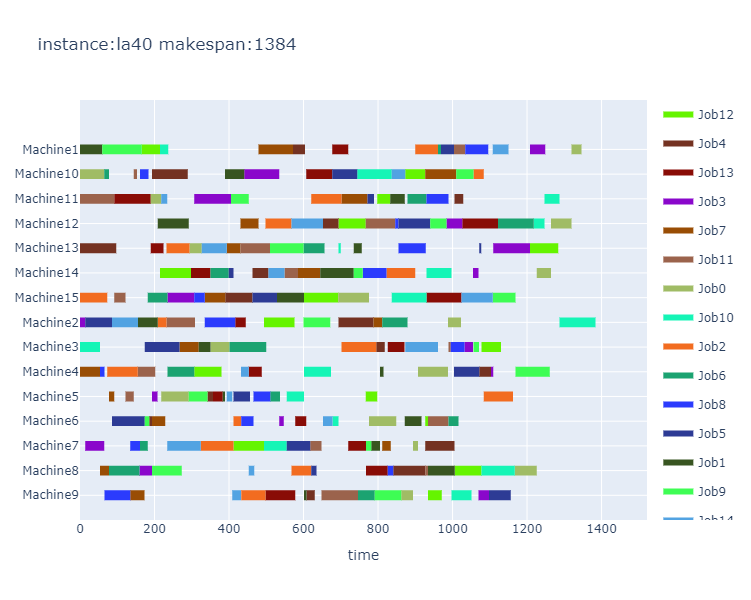 instance:la40 makespan:1384
Machine1
Machine10
Machine11
Machine12
Machine13
Machine14
Machine15
Machine2
Machine3
Machine4
Machine5
Machine6
Machine7
Machine8
Machine9
0 200 400 600 800 1000 1200 1400
time
Job12
Job4
Job13
Job3
Job7
Job11
Job0
Job10
Job2
Job6
Job8
Job5
Job1
Job9
Job14